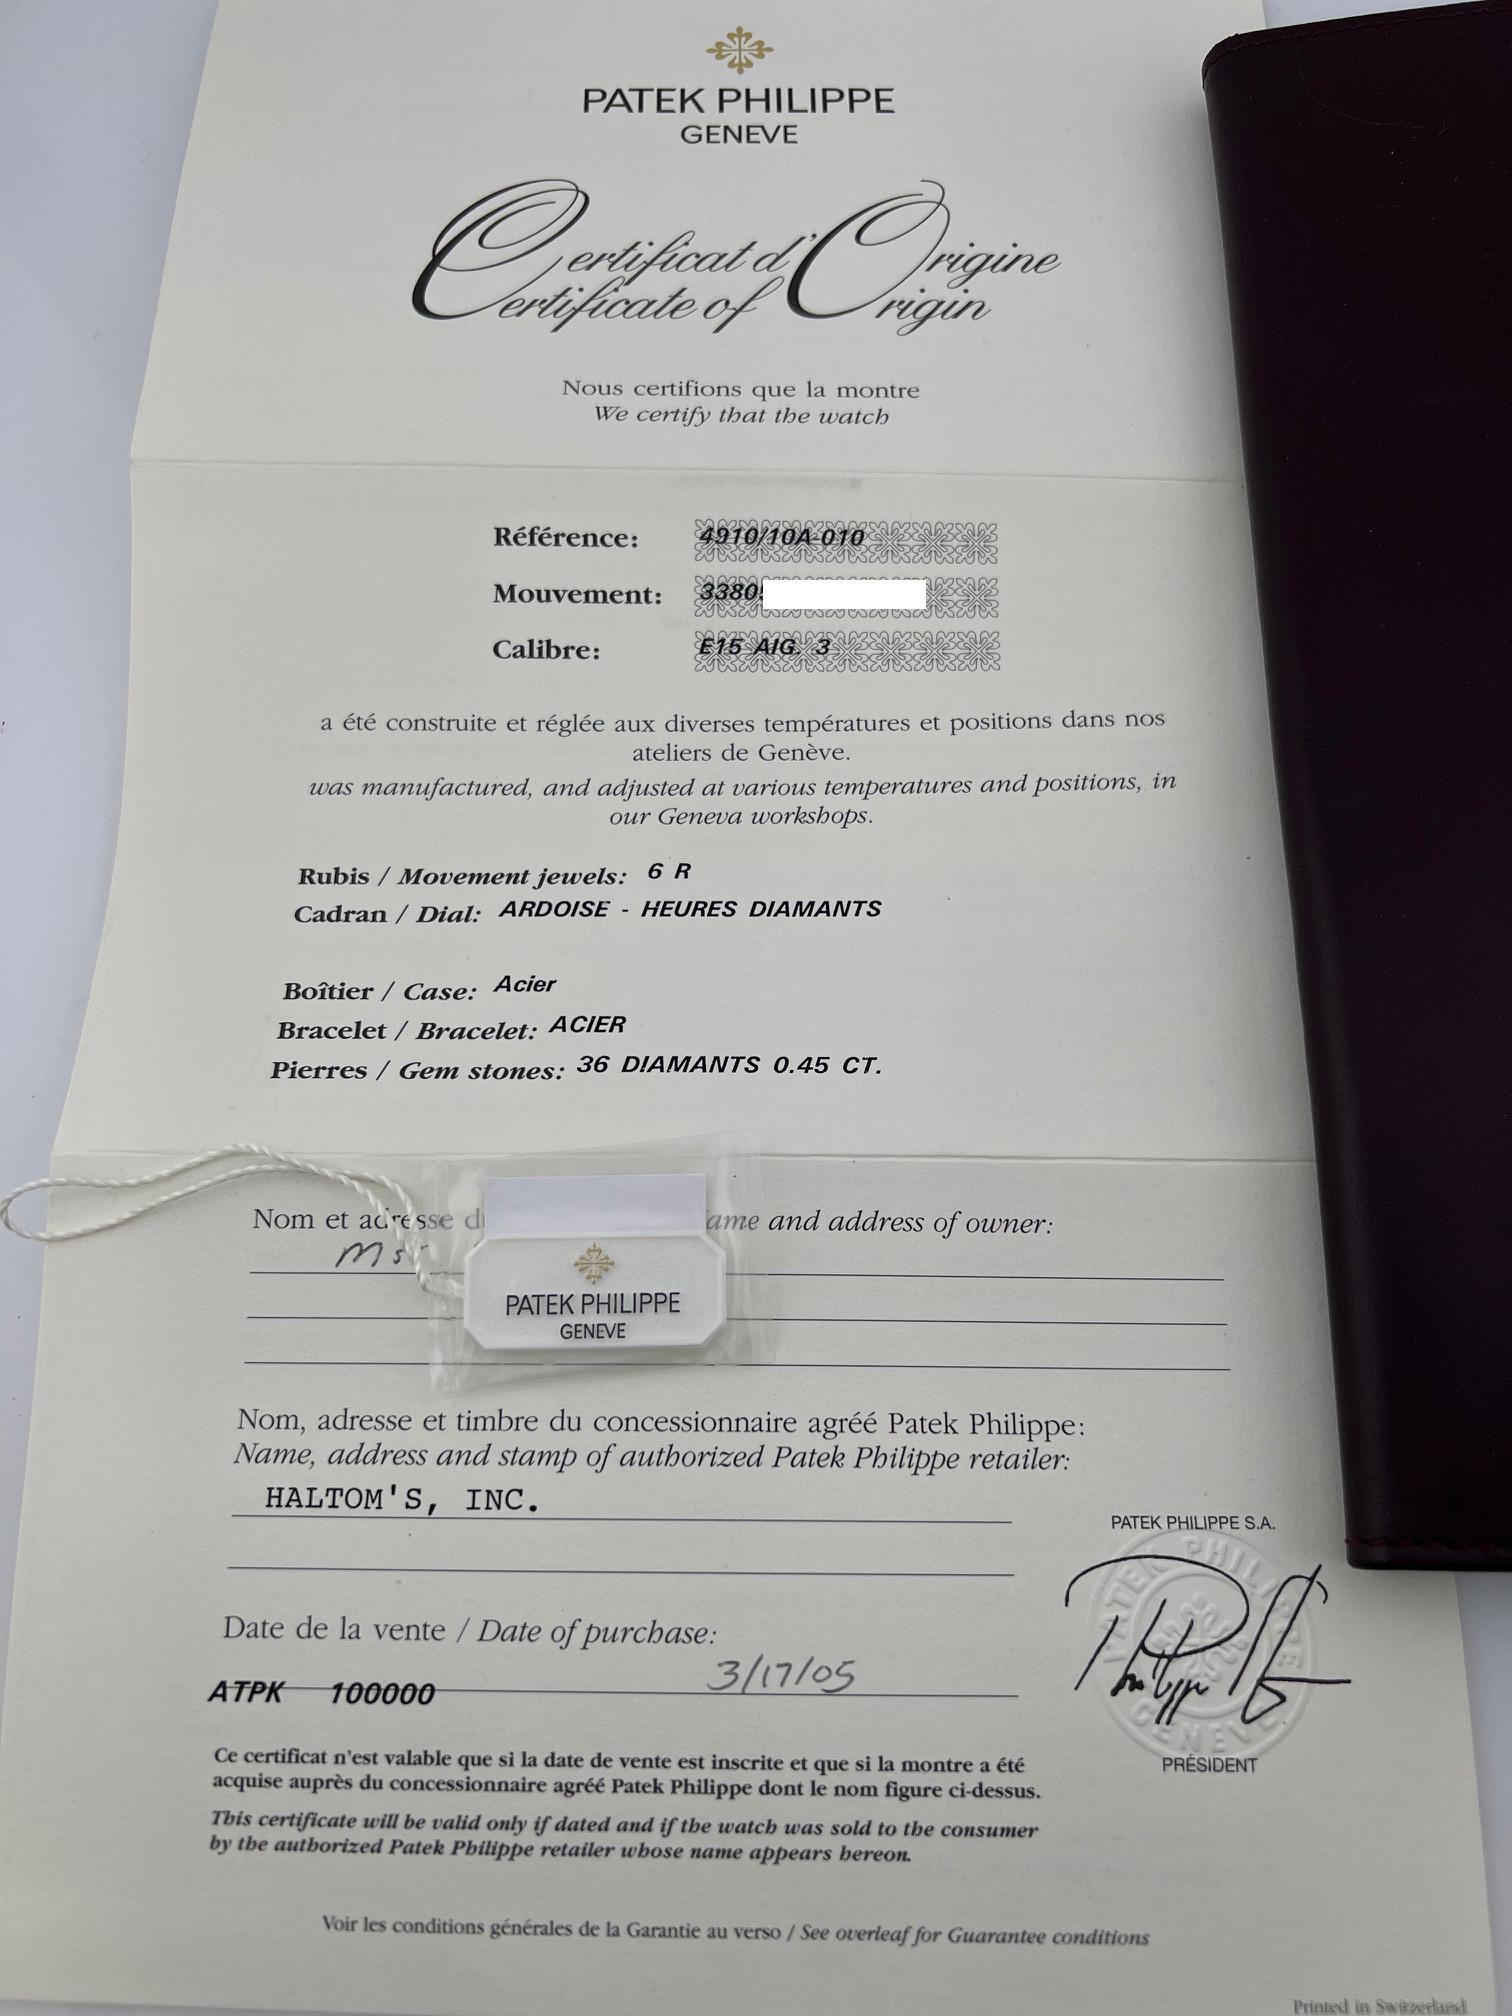 PATEK PHILIPPE
GENEVE
Certificat d'Origine
Certificate of Origin
Nous certifions que la montre
We certify that the watch
Référence: 4910/10A-010
Mouvement: 3380
Calibre: E15 AIG. 3
a été construite et réglée aux diverses températures et positions dans nos
ateliers de Genève.
was manufactured, and adjusted at various temperatures and positions, in
our Geneva workshops.
Rubis / Movement jewels: 6 R
Cadran / Dial: ARDOISE - HEURES DIAMANTS
Boîtier / Case: Acier
Bracelet / Bracelet: ACIER
Pierres / Gem stones: 36 DIAMANTS 0.45 CT.
Nom et adresse d ame and address of owner:
Ms
PATEK PHILIPPE
GENEVE
Nom, adresse et timbre du concessionnaire agréé Patek Philippe:
Name, address and stamp of authorized Patek Philippe retailer:
HALTOM'S, INC.
PATEK PHILIPPE S.A.
PATEK PHILIPPE
GENEVE
Philippe
Date de la vente / Date of purchase:
3/17/05
ATPK 100000
PRÉSIDENT
Ce certificat n'est valable que si la date de vente est inscrite et que si la montre a été
acquise auprès du concessionnaire agréé Patek Philippe dont le nom figure ci-dessus.
This certificate will be valid only if dated and if the watch was sold to the consumer
by the authorized Patek Philippe retailer whose name appears hereon.
Voir les conditions générales de la Garantie au verso / See overleaf for Guarantee conditions
Printed in Switzerland